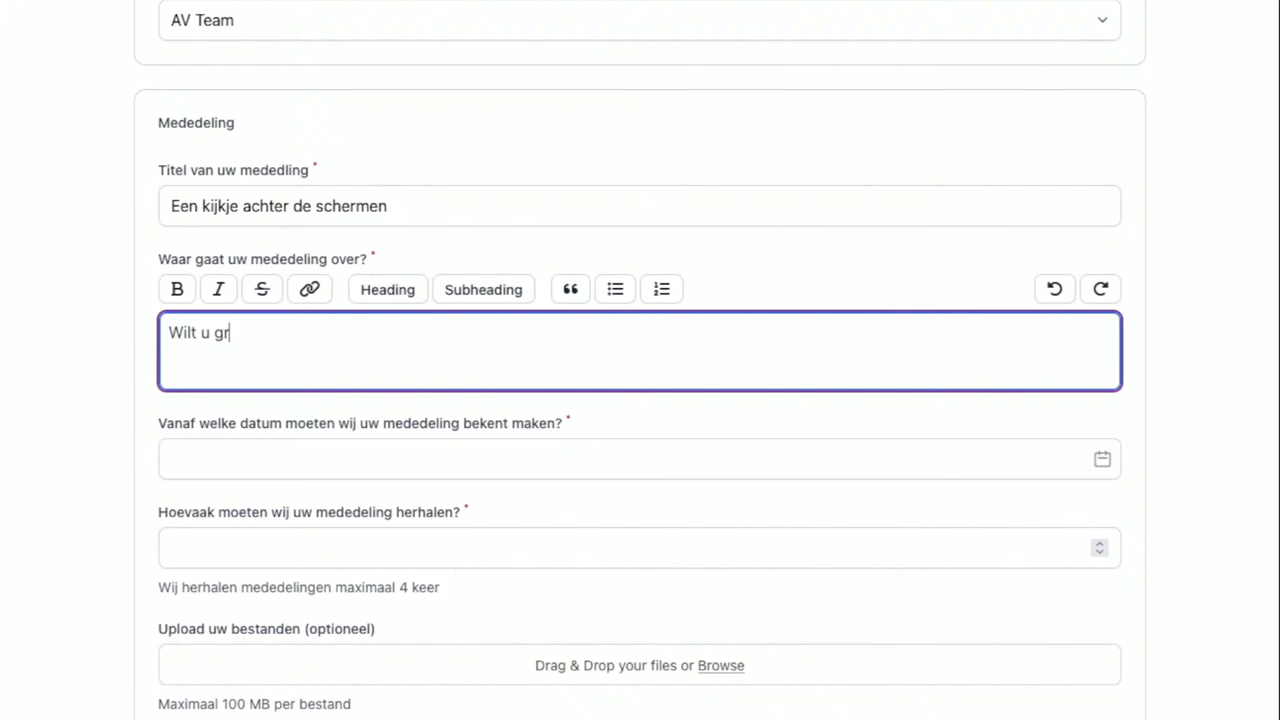 AV Team
Mededeling
Titel van uw mededling *
Een kijkje achter de schermen
Waar gaat uw mededeling over? *
B I S Heading Subheading
Wilt u gr
Vanaf welke datum moeten wij uw mededeling bekent maken? *
Hoevaak moeten wij uw mededeling herhalen? *
Wij herhalen mededelingen maximaal 4 keer
Upload uw bestanden (optioneel)
Drag & Drop your files or Browse
Maximaal 100 MB per bestand